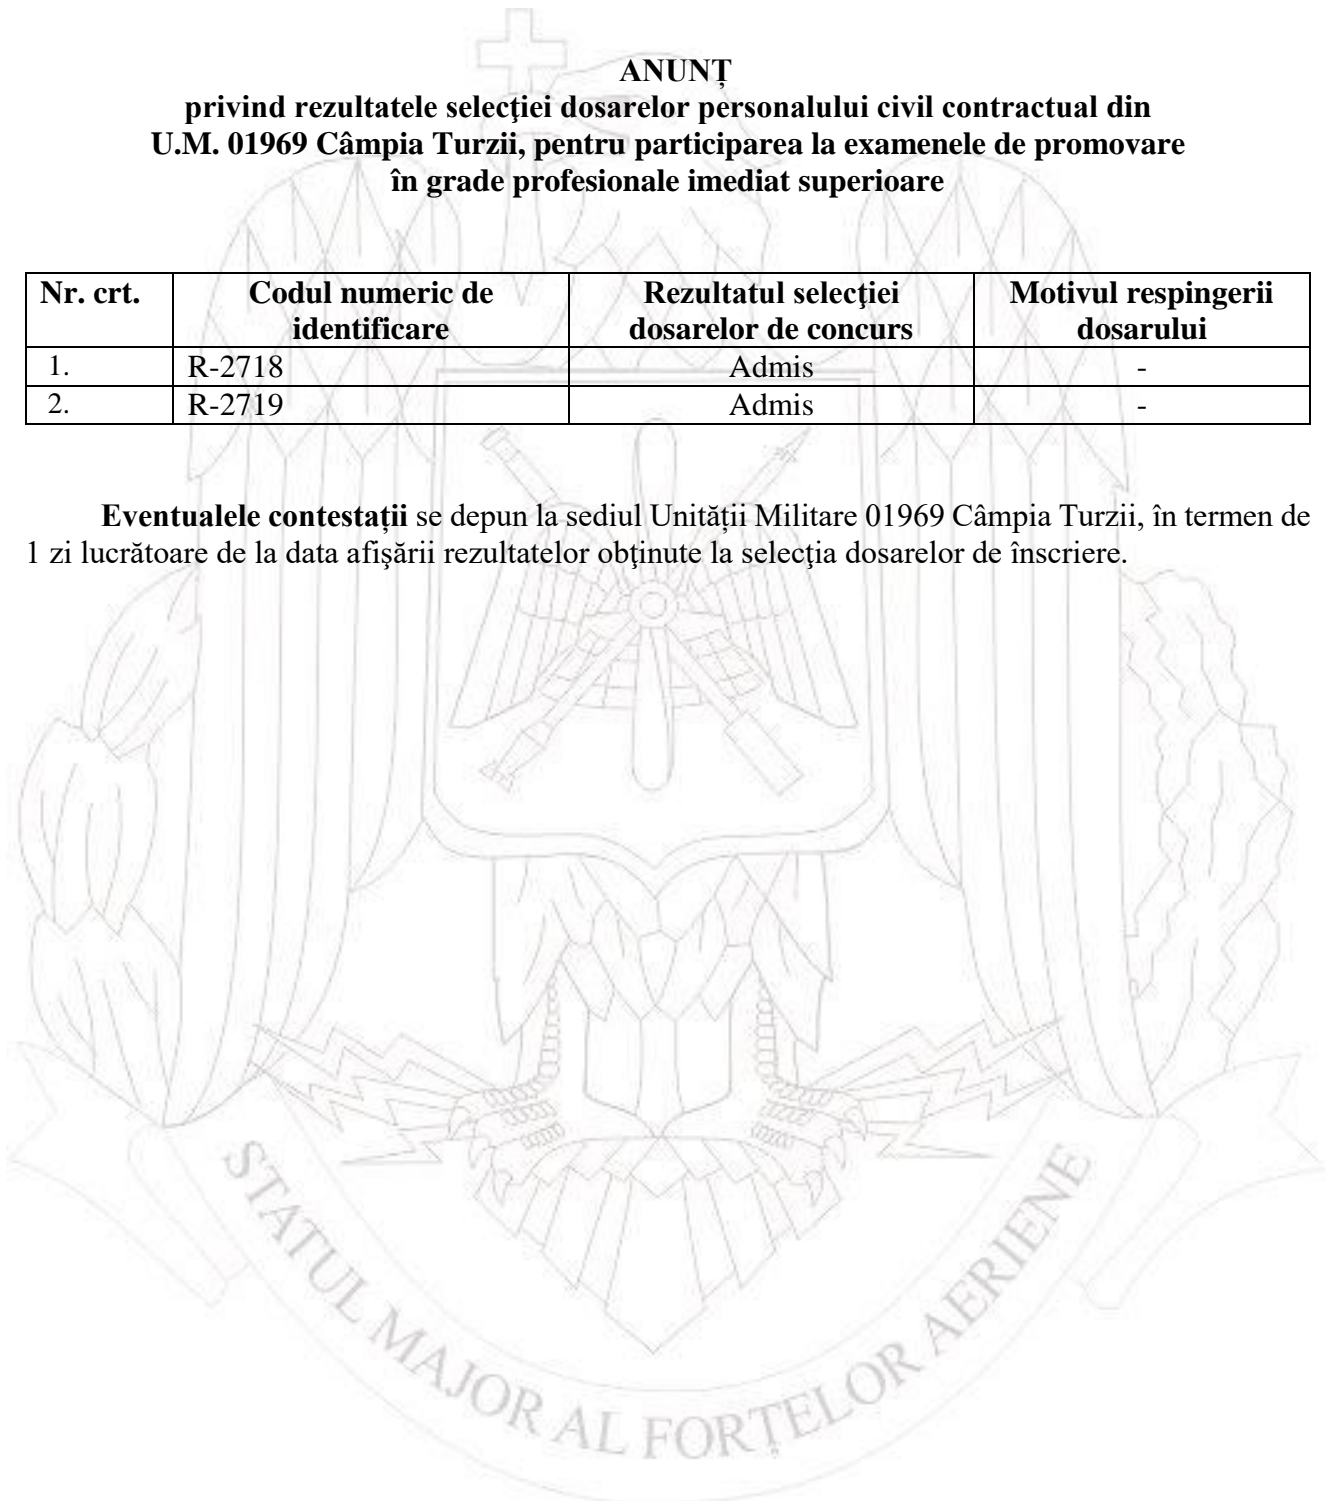 ANUNȚ
privind rezultatele selecţiei dosarelor personalului civil contractual din
U.M. 01969 Câmpia Turzii, pentru participarea la examenele de promovare
în grade profesionale imediat superioare
Nr. crt. Codul numeric de identificare Rezultatul selecţiei dosarelor de concurs Motivul respingerii dosarului
1. R-2718 Admis -
2. R-2719 Admis -
Eventualele contestații se depun la sediul Unității Militare 01969 Câmpia Turzii, în termen de
1 zi lucrătoare de la data afişării rezultatelor obţinute la selecţia dosarelor de înscriere.
STATUL MAJOR AL FORȚELOR AERIENE